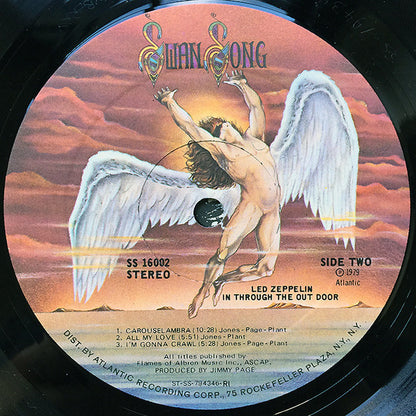 SWAN SONG
SS 16002
STEREO
SIDE TWO
℗ 1979
Atlantic
LED ZEPPELIN
IN THROUGH THE OUT DOOR
1. CAROUSELAMBRA (10.28) Jones-Page-Plant
2. ALL MY LOVE (5:51) Jones-Plant
3. I'M GONNA CRAWL (5:28) Jones-Page-Plant
All titles published by
Flames of Albion Music Inc., ASCAP.
PRODUCED BY JIMMY PAGE
ST-SS-794346-RI
DIST. BY ATLANTIC RECORDING CORP., 75 ROCKEFELLER PLAZA, N.Y., N.Y.